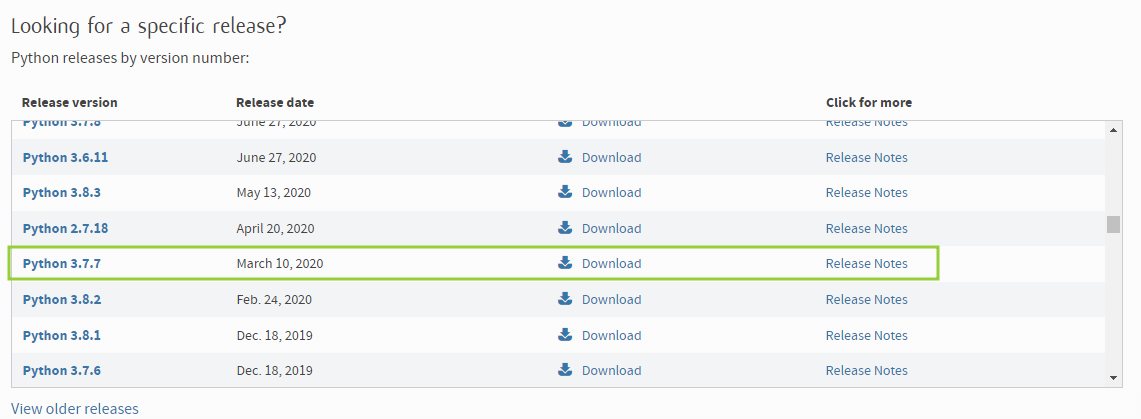 Looking for a specific release?
Python releases by version number:
Release version Release date Click for more
Python 3.7.8 June 27, 2020 Download Release Notes
Python 3.6.11 June 27, 2020 Download Release Notes
Python 3.8.3 May 13, 2020 Download Release Notes
Python 2.7.18 April 20, 2020 Download Release Notes
Python 3.7.7 March 10, 2020 Download Release Notes
Python 3.8.2 Feb. 24, 2020 Download Release Notes
Python 3.8.1 Dec. 18, 2019 Download Release Notes
Python 3.7.6 Dec. 18, 2019 Download Release Notes
View older releases